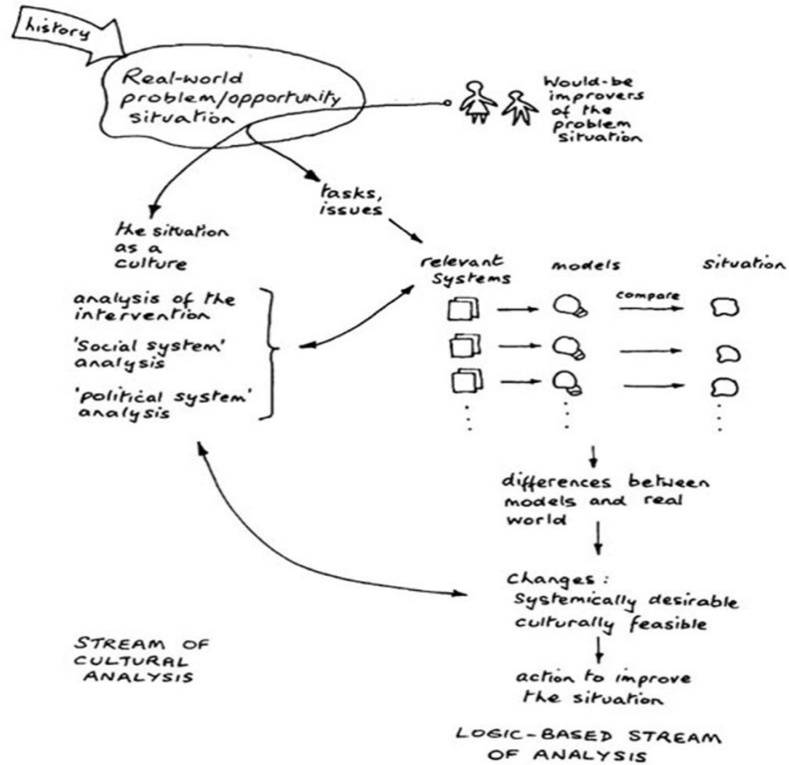 history
Real-world
problem/opportunity
situation
Would-be
improvers
of the
problem
situation
tasks,
issues
the situation
as a
culture
analysis of the
intervention
'Social system'
analysis
'political system'
analysis
relevant
Systems
models
situation
compare
differences between
models and real
world
Changes:
Systemically desirable
culturally feasible
action to improve
the situation
STREAM OF
CULTURAL
ANALYSIS
LOGIC-BASED STREAM
OF ANALYSIS